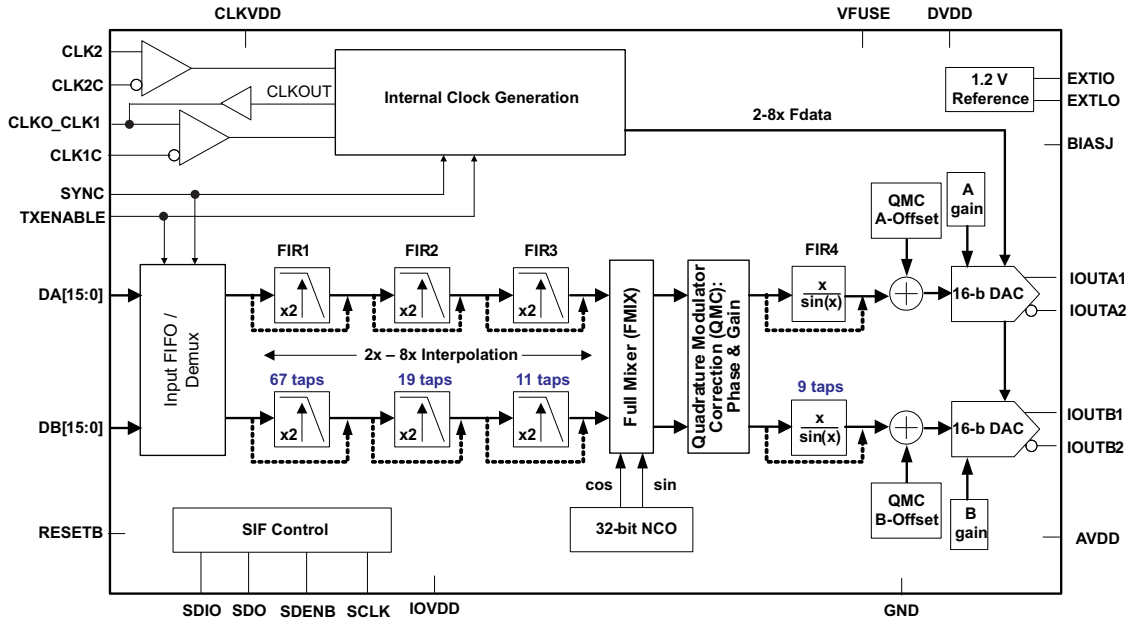 CLKVDD
VFUSE
DVDD
CLK2
CLK2C
CLKO_CLK1
CLK1C
SYNC
TXENABLE
CLKOUT
Internal Clock Generation
2-8x Fdata
1.2 V
Reference
EXTIO
EXTLO
BIASJ
QMC
A-Offset
A
gain
FIR1
FIR2
FIR3
FIR4
DA[15:0]
x2
x2
x2
x
sin(x)
16-b DAC
IOUTA1
IOUTA2
Input FIFO /
Demux
2x – 8x Interpolation
Full Mixer (FMIX)
Quadrature Modulator
Correction (QMC):
Phase & Gain
67 taps
19 taps
11 taps
9 taps
DB[15:0]
x2
x2
x2
x
sin(x)
16-b DAC
IOUTB1
IOUTB2
cos
sin
QMC
B-Offset
B
gain
RESETB
SIF Control
32-bit NCO
AVDD
SDIO
SDO
SDENB
SCLK
IOVDD
GND